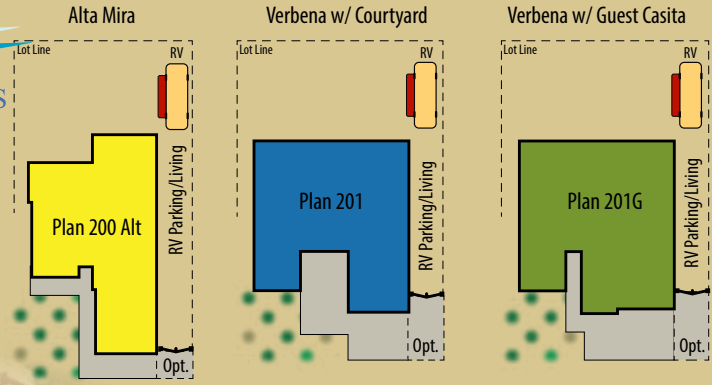 Alta Mira
Lot Line
RV
RV Parking/Living
Plan 200 Alt
Opt.
Verbena w/ Courtyard
Lot Line
RV
RV Parking/Living
Plan 201
Opt.
Verbena w/ Guest Casita
Lot Line
RV
RV Parking/Living
Plan 201G
Opt.